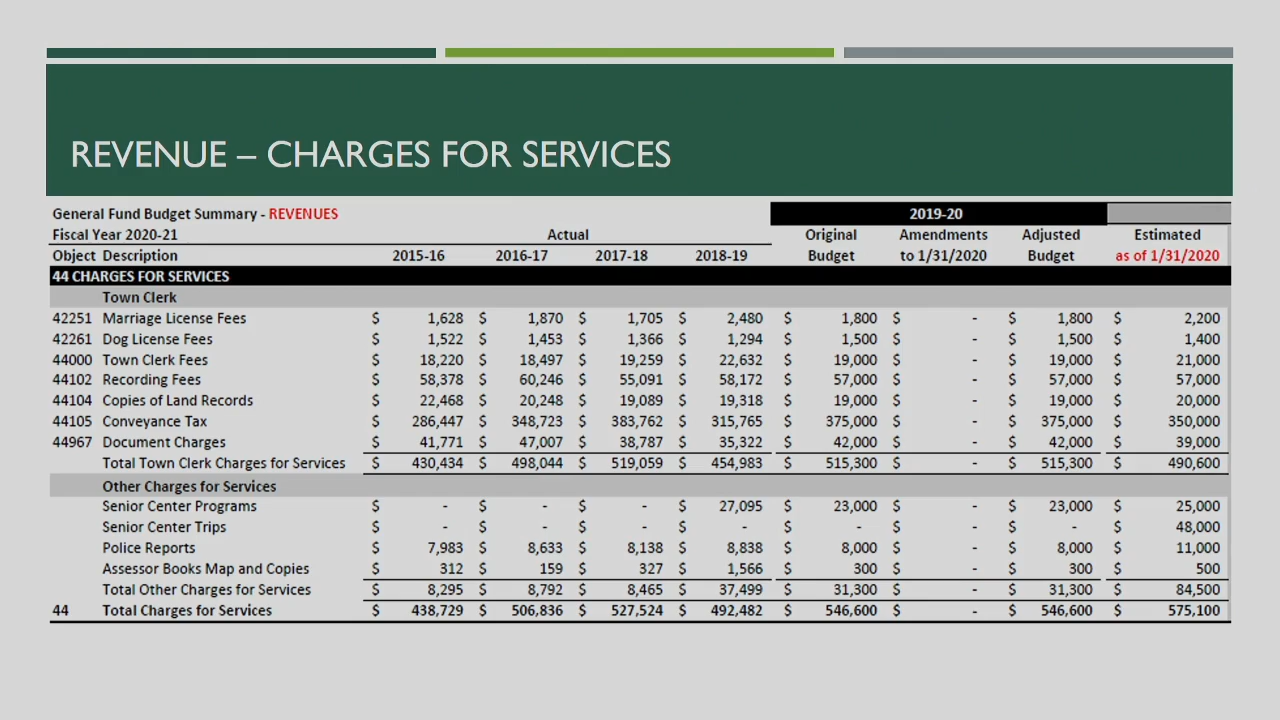 REVENUE – CHARGES FOR SERVICES
General Fund Budget Summary - REVENUES 2019-20
Fiscal Year 2020-21 Actual Original Amendments Adjusted Estimated
Object Description 2015-16 2016-17 2017-18 2018-19 Budget to 1/31/2020 Budget as of 1/31/2020
44 CHARGES FOR SERVICES
Town Clerk
42251 Marriage License Fees $ 1,628 $ 1,870 $ 1,705 $ 2,480 $ 1,800 $ - $ 1,800 $ 2,200
42261 Dog License Fees $ 1,522 $ 1,453 $ 1,366 $ 1,294 $ 1,500 $ - $ 1,500 $ 1,400
44000 Town Clerk Fees $ 18,220 $ 18,497 $ 19,259 $ 22,632 $ 19,000 $ - $ 19,000 $ 21,000
44102 Recording Fees $ 58,378 $ 60,246 $ 55,091 $ 58,172 $ 57,000 $ - $ 57,000 $ 57,000
44104 Copies of Land Records $ 22,468 $ 20,248 $ 19,089 $ 19,318 $ 19,000 $ - $ 19,000 $ 20,000
44105 Conveyance Tax $ 286,447 $ 348,723 $ 383,762 $ 315,765 $ 375,000 $ - $ 375,000 $ 350,000
44967 Document Charges $ 41,771 $ 47,007 $ 38,787 $ 35,322 $ 42,000 $ - $ 42,000 $ 39,000
Total Town Clerk Charges for Services $ 430,434 $ 498,044 $ 519,059 $ 454,983 $ 515,300 $ - $ 515,300 $ 490,600
Other Charges for Services
Senior Center Programs $ - $ - $ - $ 27,095 $ 23,000 $ - $ 23,000 $ 25,000
Senior Center Trips $ - $ - $ - $ - $ - $ - $ - $ 48,000
Police Reports $ 7,983 $ 8,633 $ 8,138 $ 8,838 $ 8,000 $ - $ 8,000 $ 11,000
Assessor Books Map and Copies $ 312 $ 159 $ 327 $ 1,566 $ 300 $ - $ 300 $ 500
Total Other Charges for Services $ 8,295 $ 8,792 $ 8,465 $ 37,499 $ 31,300 $ - $ 31,300 $ 84,500
44 Total Charges for Services $ 438,729 $ 506,836 $ 527,524 $ 492,482 $ 546,600 $ - $ 546,600 $ 575,100